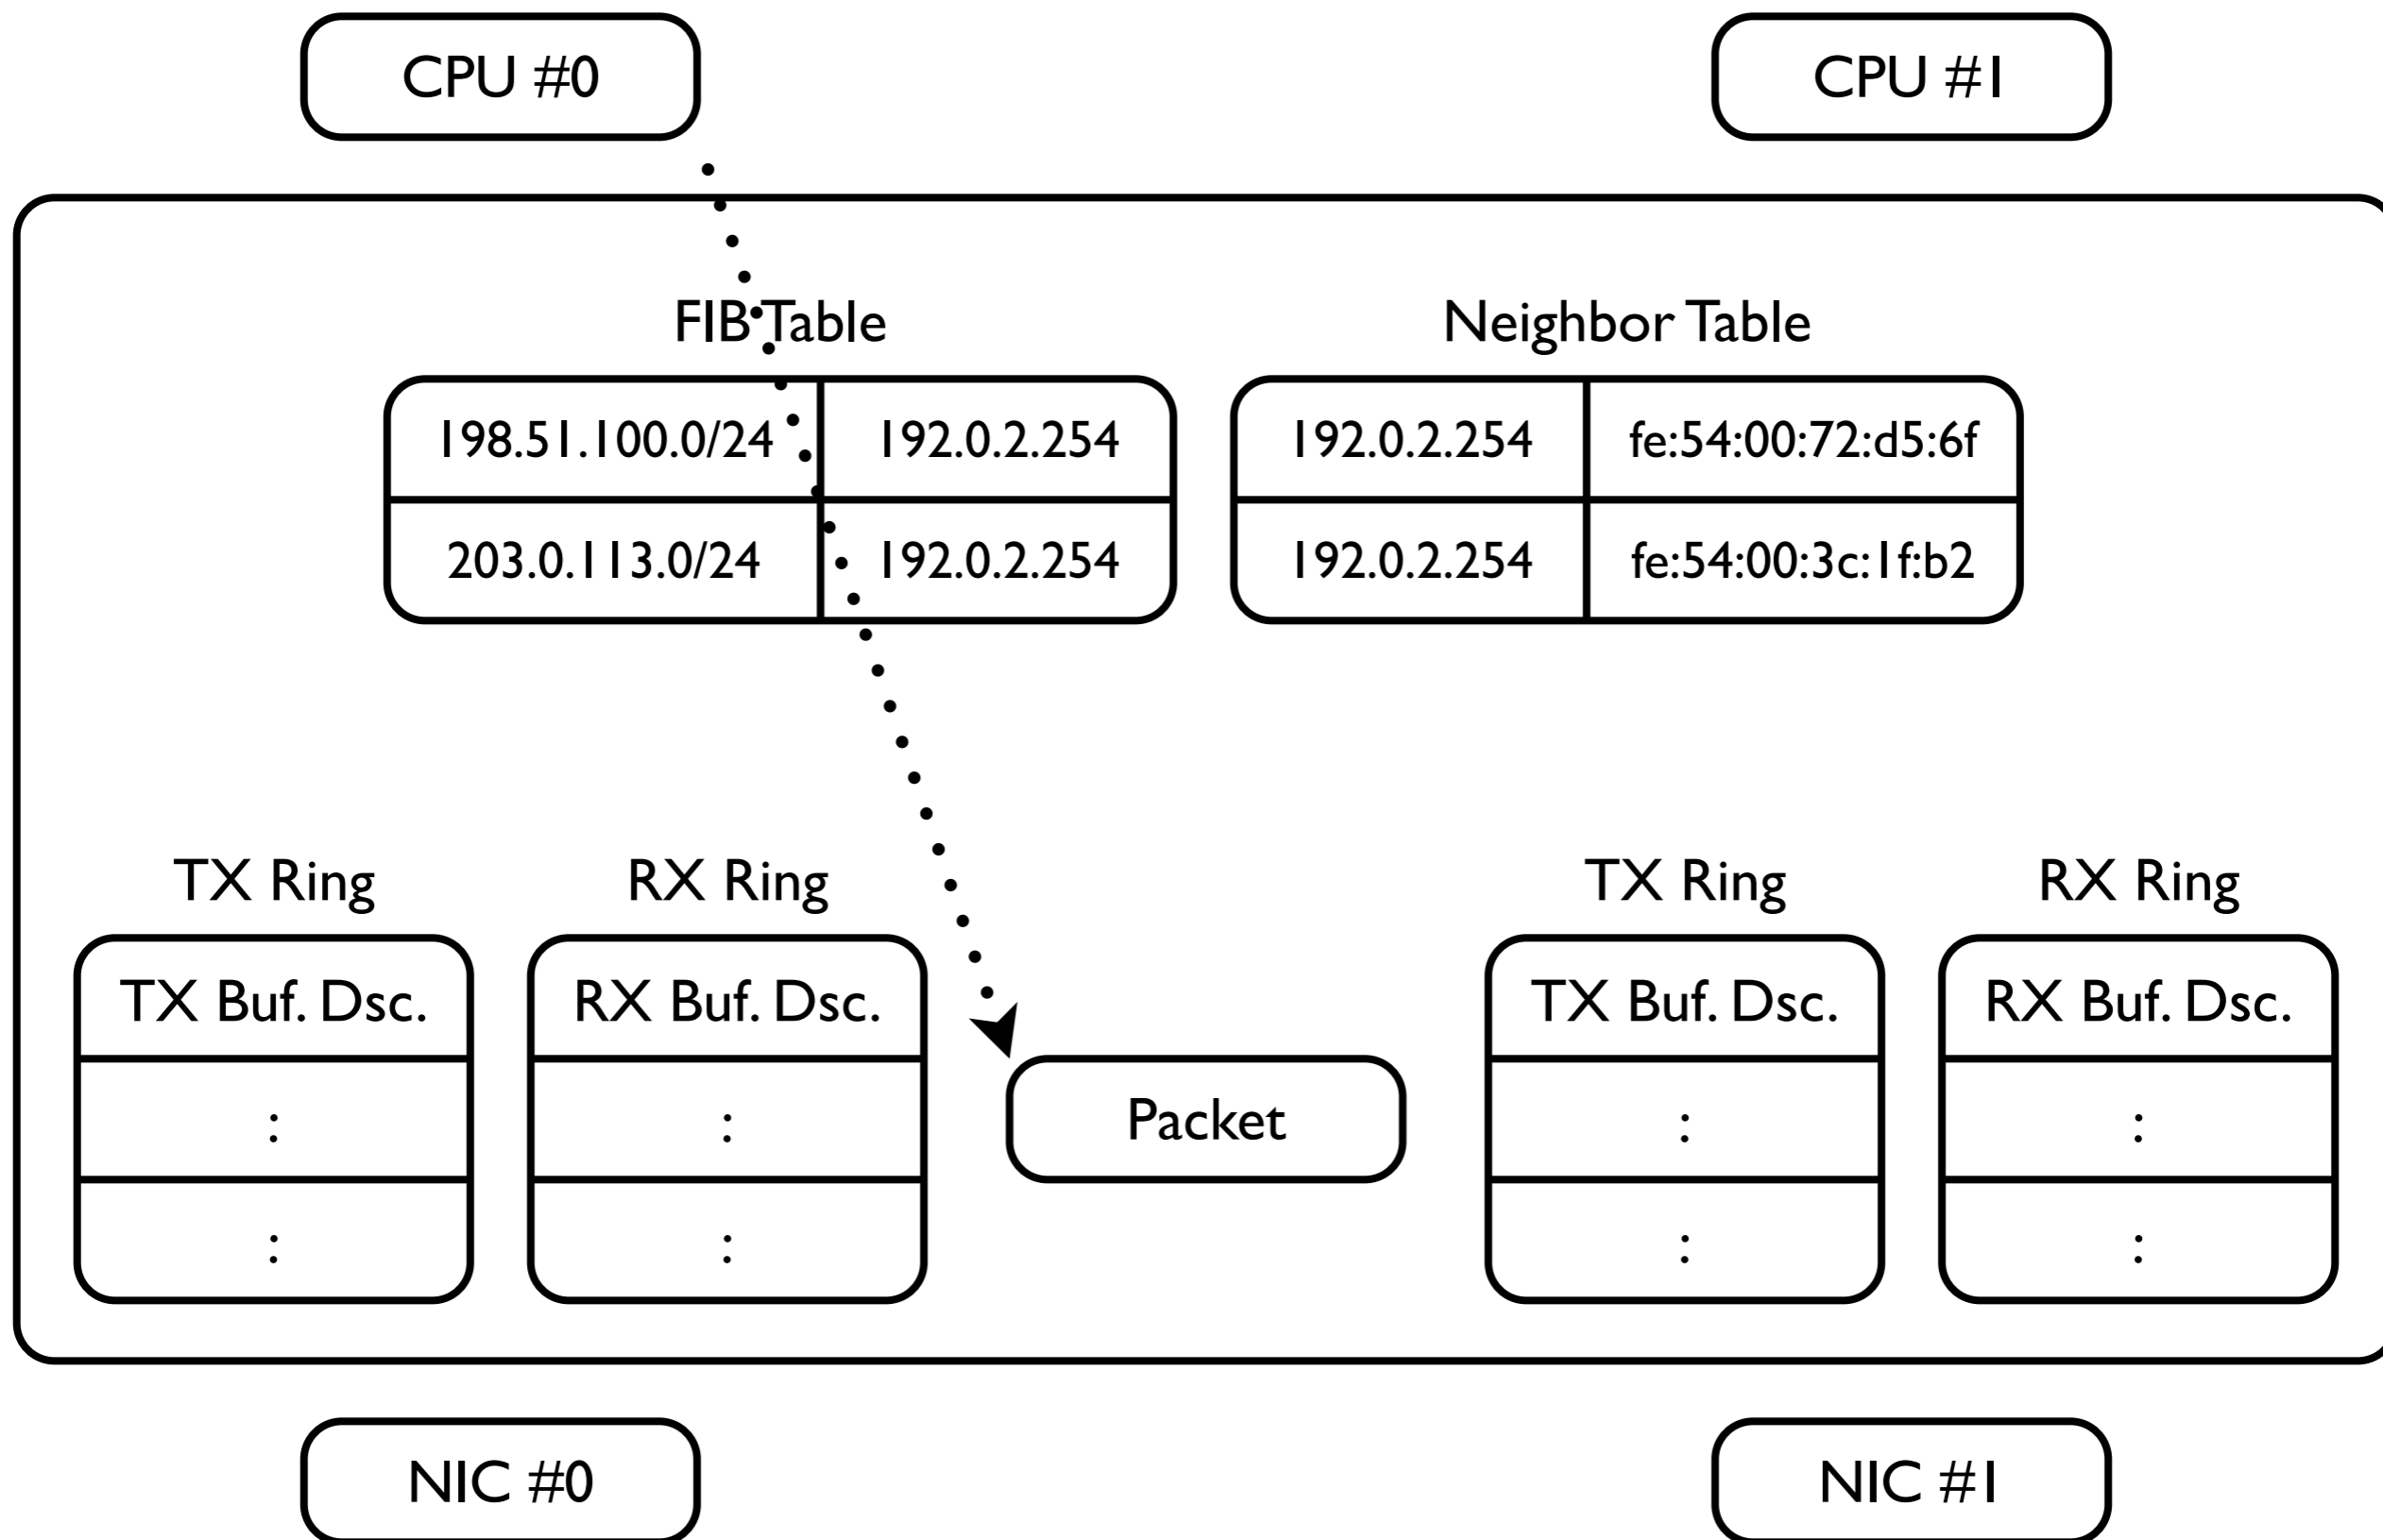 CPU #0 CPU #1
FIB Table Neighbor Table
198.51.100.0/24 192.0.2.254 192.0.2.254 fe:54:00:72:d5:6f
203.0.113.0/24 192.0.2.254 192.0.2.254 fe:54:00:3c:1f:b2
TX Ring RX Ring TX Ring RX Ring
TX Buf. Dsc. RX Buf. Dsc. TX Buf. Dsc. RX Buf. Dsc.
: : Packet : :
: : : :
NIC #0 NIC #1